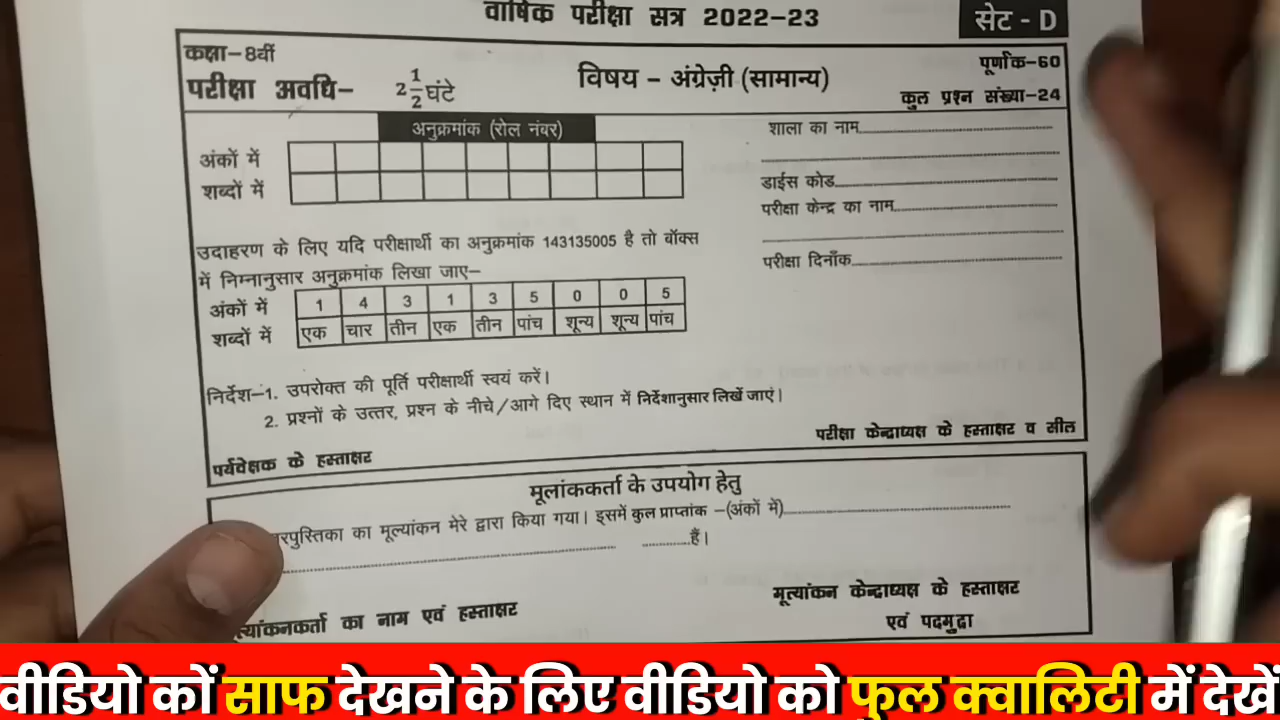 वार्षिक परीक्षा सत्र 2022-23
सेट - D
कक्षा-8वीं
पूर्णांक-60
परीक्षा अवधि- 2 1/2 घंटे
विषय - अंग्रेज़ी (सामान्य)
कुल प्रश्न संख्या-24
अनुक्रमांक (रोल नंबर)
शाला का नाम
अंकों में
शब्दों में
डाईस कोड
परीक्षा केन्द्र का नाम
उदाहरण के लिए यदि परीक्षार्थी का अनुक्रमांक 143135005 है तो बॉक्स
में निम्नानुसार अनुक्रमांक लिखा जाए-
परीक्षा दिनाँक
अंकों में 1 4 3 1 3 5 0 0 5
शब्दों में एक चार तीन एक तीन पांच शून्य शून्य पांच
निर्देश-1. उपरोक्त की पूर्ति परीक्षार्थी स्वयं करें।
2. प्रश्नों के उत्तर, प्रश्न के नीचे/आगे दिए स्थान में निर्देशानुसार लिखें जाएं।
परीक्षा केन्द्राध्यक्ष के हस्ताक्षर व सील
पर्यवेक्षक के हस्ताक्षर
मूलांककर्ता के उपयोग हेतु
रपुस्तिका का मूल्यांकन मेरे द्वारा किया गया। इसमें कुल प्राप्तांक -(अंकों में)
हैं।
मूल्यांकन केन्द्राध्यक्ष के हस्ताक्षर
एवं पदमुद्रा
ल्यांकनकर्ता का नाम एवं हस्ताक्षर
वीडियो कों साफ देखने के लिए वीडियो को फुल क्वालिटी में देखें